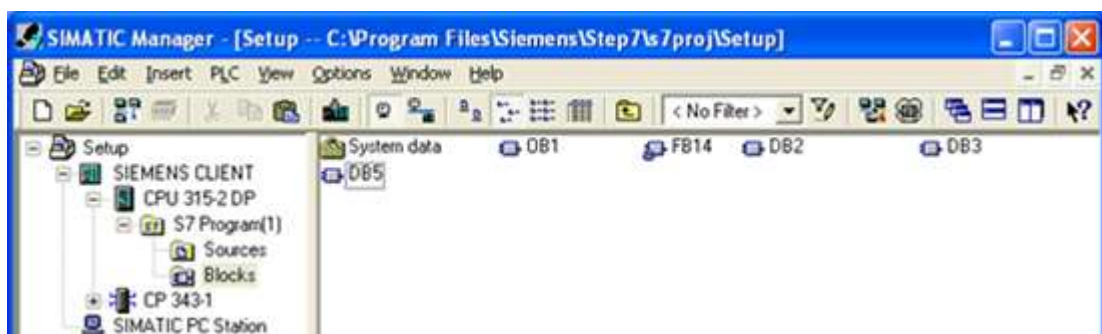 SIMATIC Manager - [Setup -- C:\Program Files\Siemens\Step7\s7proj\Setup]
File Edit Insert PLC View Options Window Help
< No Filter >
Setup
SIEMENS CLIENT
CPU 315-2 DP
S7 Program(1)
Sources
Blocks
CP 343-1
SIMATIC PC Station
System data OB1 FB14 DB2 DB3
DB5